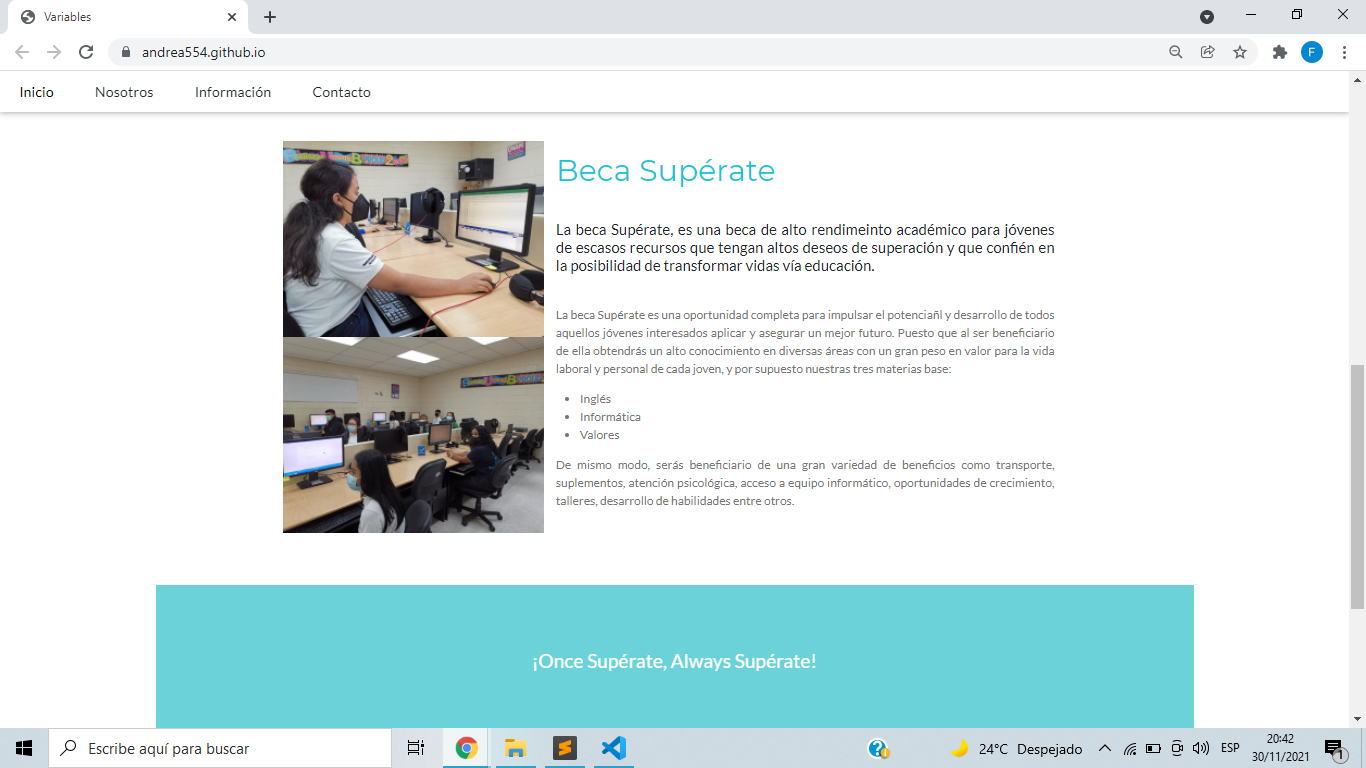 Variables
andrea554.github.io
F
Inicio Nosotros Información Contacto
Beca Supérate
La beca Supérate, es una beca de alto rendimeinto académico para jóvenes
de escasos recursos que tengan altos deseos de superación y que confién en
la posibilidad de transformar vidas vía educación.
La beca Supérate es una oportunidad completa para impulsar el potenciañl y desarrollo de todos
aquellos jóvenes interesados aplicar y asegurar un mejor futuro. Puesto que al ser beneficiario
de ella obtendrás un alto conocimiento en diversas áreas con un gran peso en valor para la vida
laboral y personal de cada joven, y por supuesto nuestras tres materias base:
Inglés
Informática
Valores
De mismo modo, serás beneficiario de una gran variedad de beneficios como transporte,
suplementos, atención psicológica, acceso a equipo informático, oportunidades de crecimiento,
talleres, desarrollo de habilidades entre otros.
¡Once Supérate, Always Supérate!
Escribe aquí para buscar
24°C Despejado
ESP
20:42
30/11/2021
1